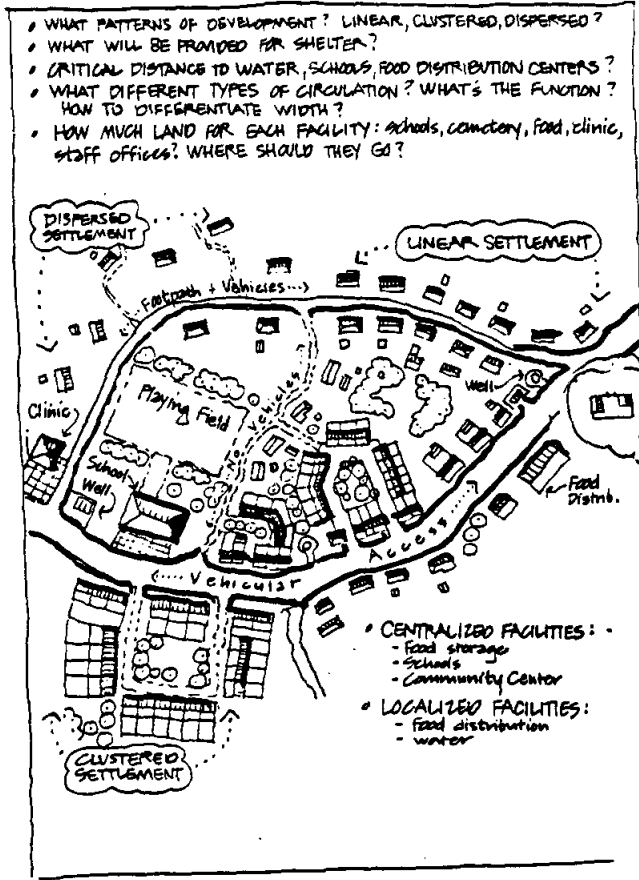 • WHAT PATTERNS OF DEVELOPMENT? LINEAR, CLUSTERED, DISPERSED?
• WHAT WILL BE PROVIDED FOR SHELTER?
• CRITICAL DISTANCE TO WATER, SCHOOLS, FOOD DISTRIBUTION CENTERS?
• WHAT DIFFERENT TYPES OF CIRCULATION? WHAT'S THE FUNCTION?
HOW TO DIFFERENTIATE WIDTH?
• HOW MUCH LAND FOR EACH FACILITY: schools, cemetery, food, clinic,
staff offices? WHERE SHOULD THEY GO?
DISPERSED
SETTLEMENT
LINEAR SETTLEMENT
Footpath + Vehicles
Well
Playing Field
Clinic
School
Well
Food
Distrib.
Access
Vehicular
• CENTRALIZED FACILITIES: -
- Food storage
- Schools
- Community Center
• LOCALIZED FACILITIES:
- Food distribution
- water
CLUSTERED
SETTLEMENT